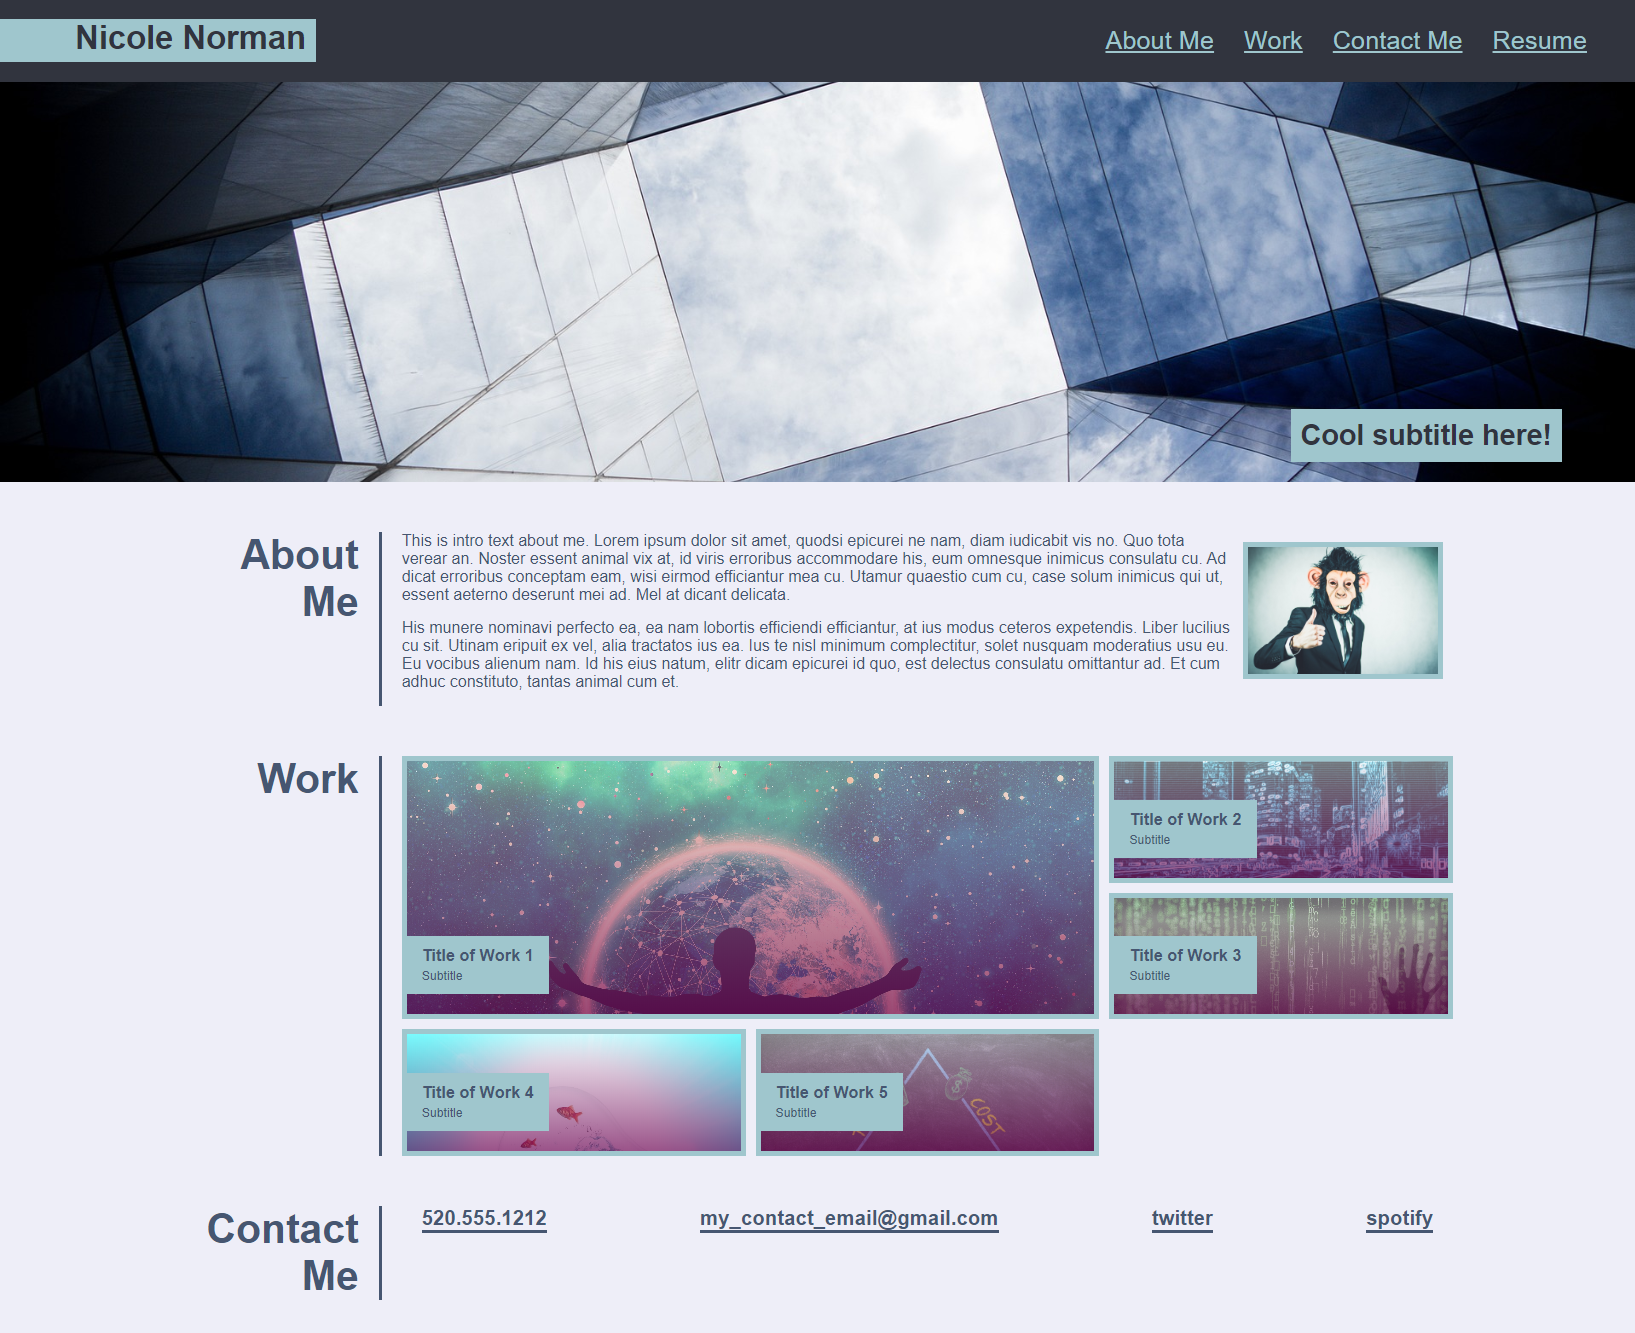 Nicole Norman
About Me Work Contact Me Resume
Cool subtitle here!
About
Me
This is intro text about me. Lorem ipsum dolor sit amet, quodsi epicurei ne nam, diam iudicabit vis no. Quo tota
verear an. Noster essent animal vix at, id viris erroribus accommodare his, eum omnesque inimicus consulatu cu. Ad
dicat erroribus conceptam eam, wisi eirmod efficiantur mea cu. Utamur quaestio cum cu, case solum inimicus qui ut,
essent aeterno deserunt mei ad. Mel at dicant delicata.
His munere nominavi perfecto ea, ea nam lobortis efficiendi efficiantur, at ius modus ceteros expetendis. Liber lucilius
cu sit. Utinam eripuit ex vel, alia tractatos ius ea. Ius te nisl minimum complectitur, solet nusquam moderatius usu eu.
Eu vocibus alienum nam. Id his eius natum, elitr dicam epicurei id quo, est delectus consulatu omittantur ad. Et cum
adhuc constituto, tantas animal cum et.
Work
Title of Work 1
Subtitle
Title of Work 2
Subtitle
Title of Work 3
Subtitle
Title of Work 4
Subtitle
Title of Work 5
Subtitle
COST
Contact
Me
520.555.1212
my_contact_email@gmail.com
twitter
spotify